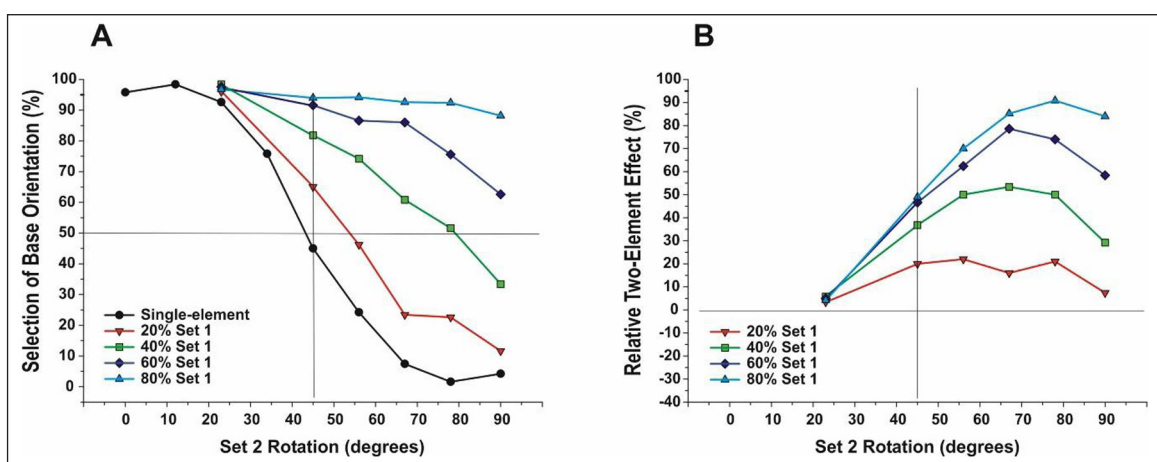 A
Selection of Base Orientation (%)
100
90
80
70
60
50
40
30
20
10
0
Single-element
20% Set 1
40% Set 1
60% Set 1
80% Set 1
0 10 20 30 40 50 60 70 80 90
Set 2 Rotation (degrees)
B
Relative Two-Element Effect (%)
100
90
80
70
60
50
40
30
20
10
0
-10
-20
-30
-40
20% Set 1
40% Set 1
60% Set 1
80% Set 1
0 10 20 30 40 50 60 70 80 90
Set 2 Rotation (degrees)